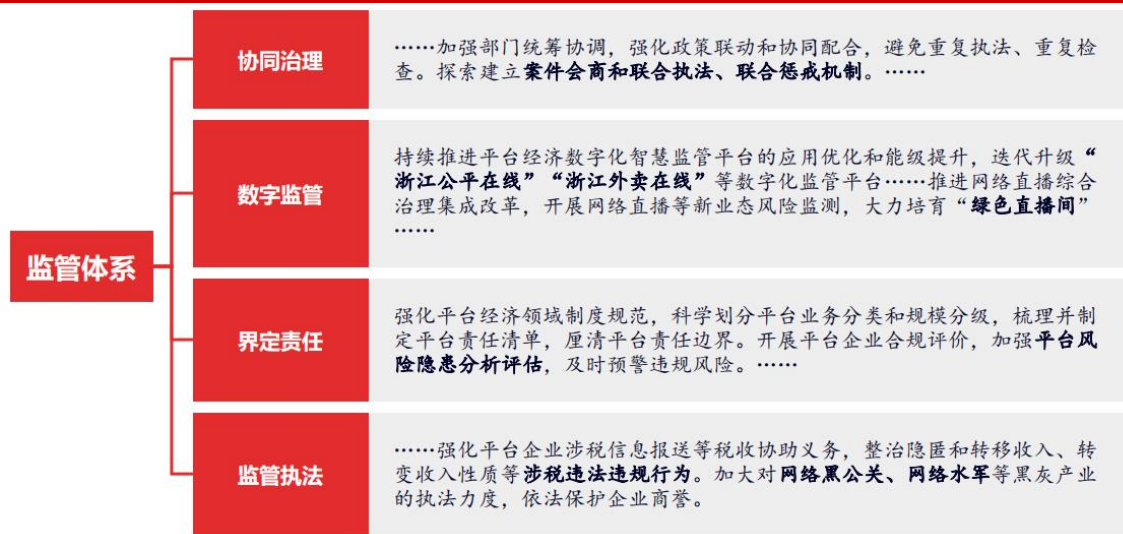 监管体系
协同治理
……加强部门统筹协调，强化政策联动和协同配合，避免重复执法、重复检
查。探索建立案件会商和联合执法、联合惩戒机制。……
数字监管
持续推进平台经济数字化智慧监管平台的应用优化和能级提升，迭代升级“
浙江公平在线”“浙江外卖在线”等数字化监管平台……推进网络直播综合
治理集成改革，开展网络直播等新业态风险监测，大力培育“绿色直播间”
……
界定责任
强化平台经济领域制度规范，科学划分平台业务分类和规模分级，梳理并制
定平台责任清单，厘清平台责任边界。开展平台企业合规评价，加强平台风
险隐患分析评估，及时预警违规风险。……
监管执法
……强化平台企业涉税信息报送等税收协助义务，整治隐匿和转移收入、转
变收入性质等涉税违法违规行为。加大对网络黑公关、网络水军等黑灰产业
的执法力度，依法保护企业商誉。